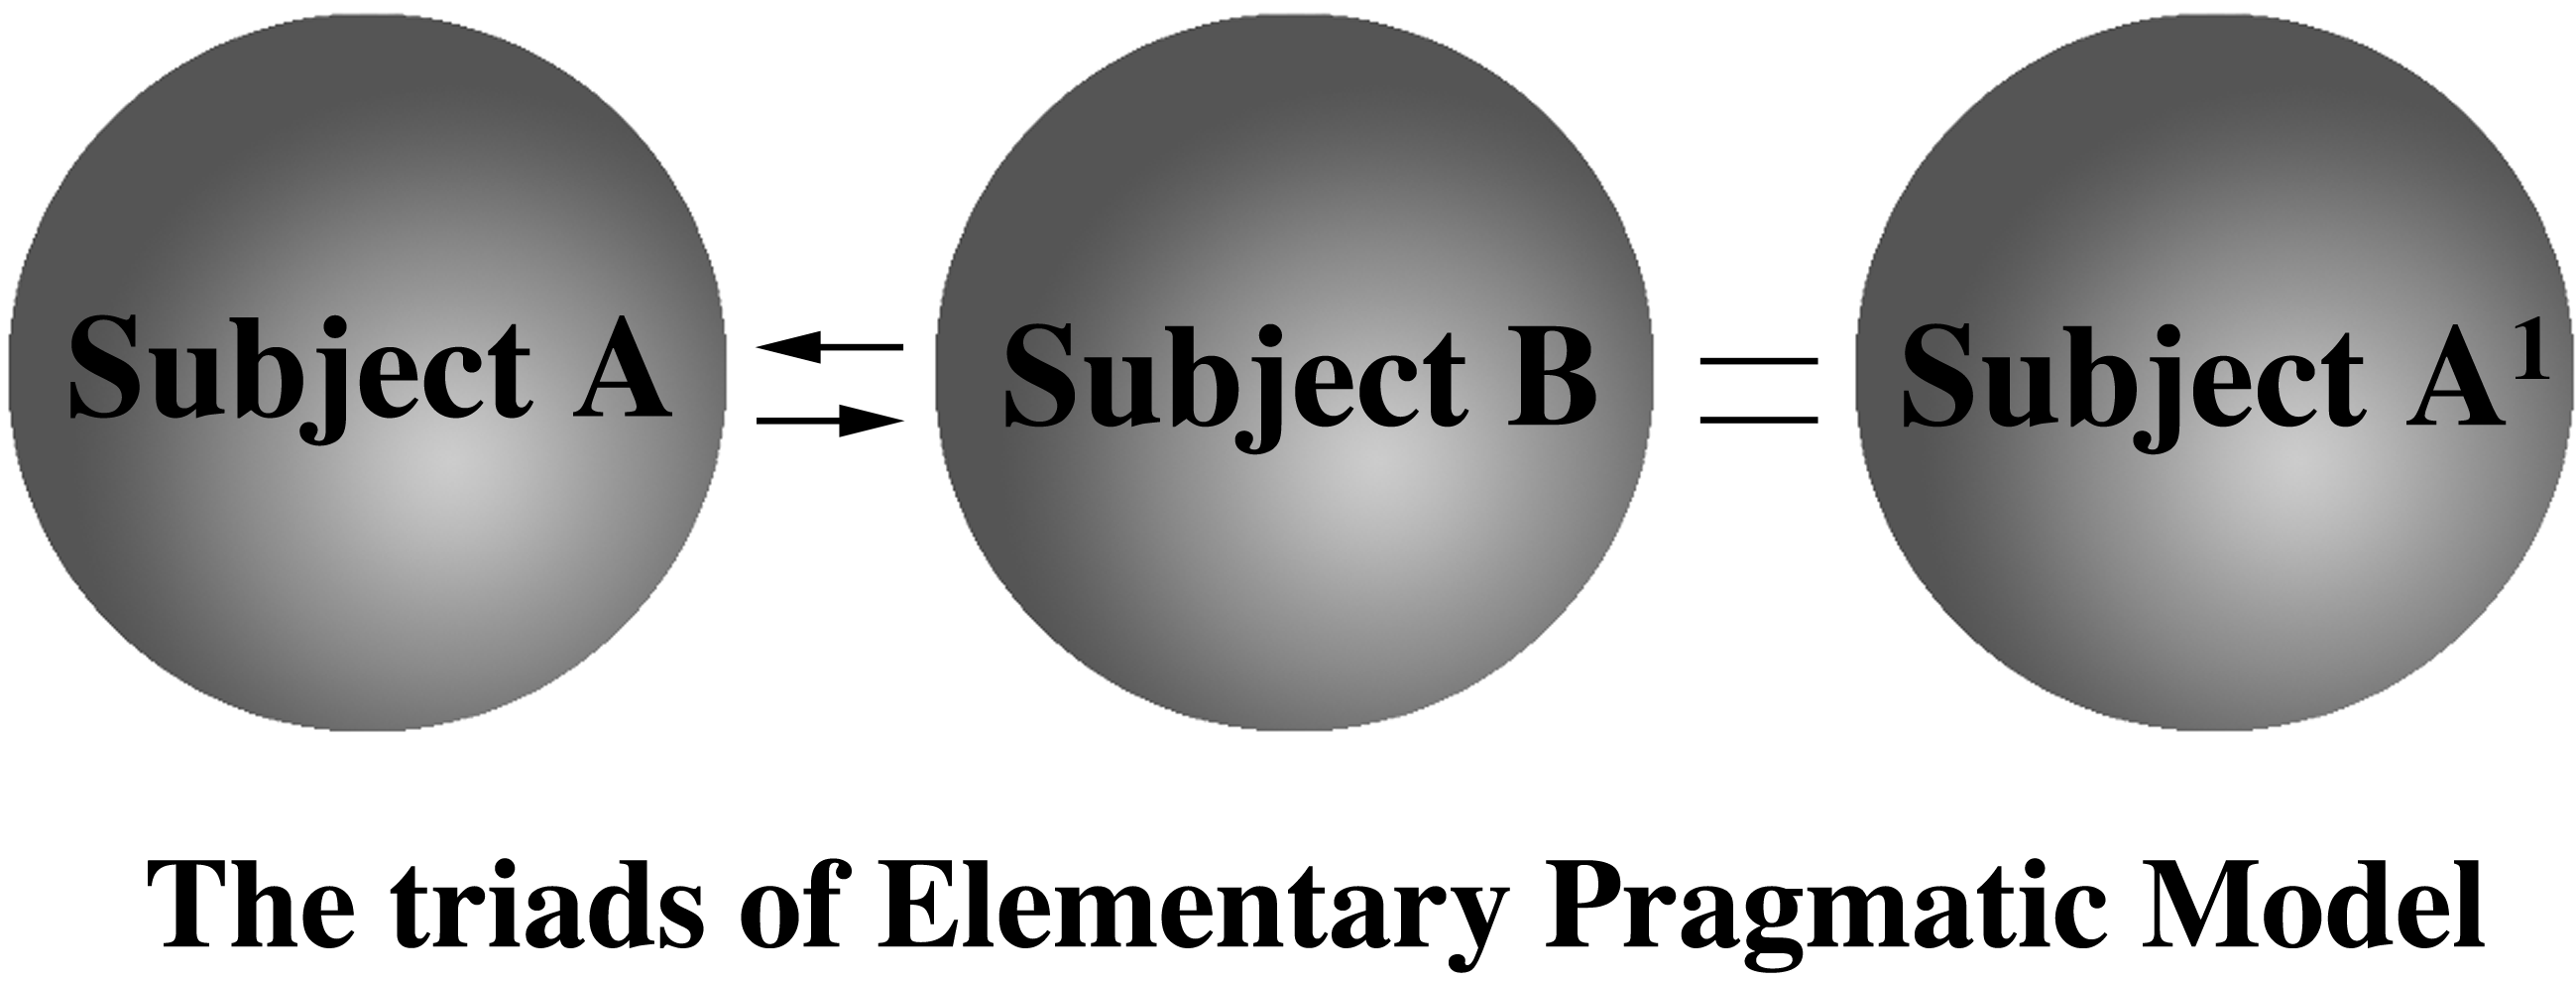 Subject A
Subject B
Subject A¹
The triads of Elementary Pragmatic Model